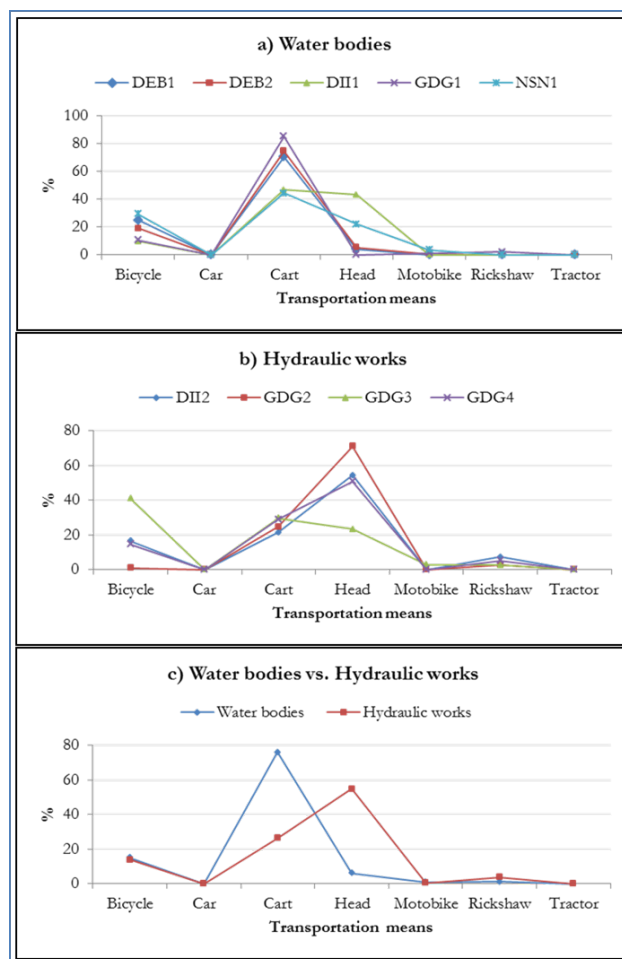 a) Water bodies
DEB1 DEB2 DII1 GDG1 NSN1
100
80
60
40
20
0
%
Bicycle Car Cart Head Motobike Rickshaw Tractor
Transportation means
b) Hydraulic works
DII2 GDG2 GDG3 GDG4
80
60
40
20
0
%
Bicycle Car Cart Head Motobike Rickshaw Tractor
Transportation means
c) Water bodies vs. Hydraulic works
Water bodies Hydraulic works
80
60
40
20
0
%
Bicycle Car Cart Head Motobike Rickshaw Tractor
Transportation means